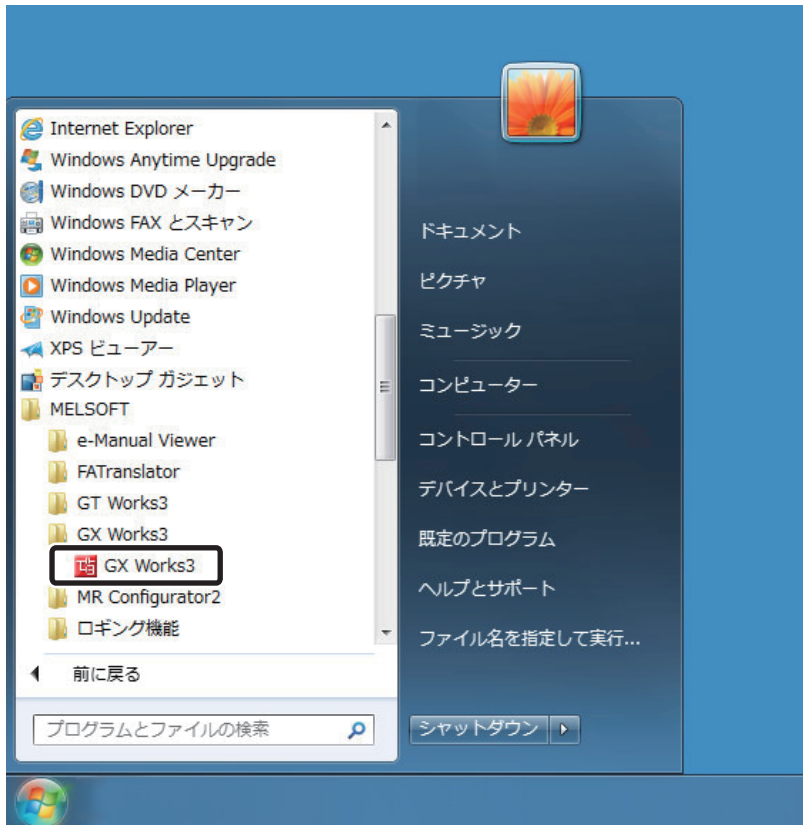 Internet Explorer
Windows Anytime Upgrade
Windows DVD メーカー
Windows FAX とスキャン
Windows Media Center
Windows Media Player
Windows Update
XPS ビューアー
デスクトップ ガジェット
MELSOFT
e-Manual Viewer
FATranslator
GT Works3
GX Works3
GX Works3
MR Configurator2
ロギング機能
前に戻る
プログラムとファイルの検索
ドキュメント
ピクチャ
ミュージック
コンピューター
コントロール パネル
デバイスとプリンター
既定のプログラム
ヘルプとサポート
ファイル名を指定して実行...
シャットダウン